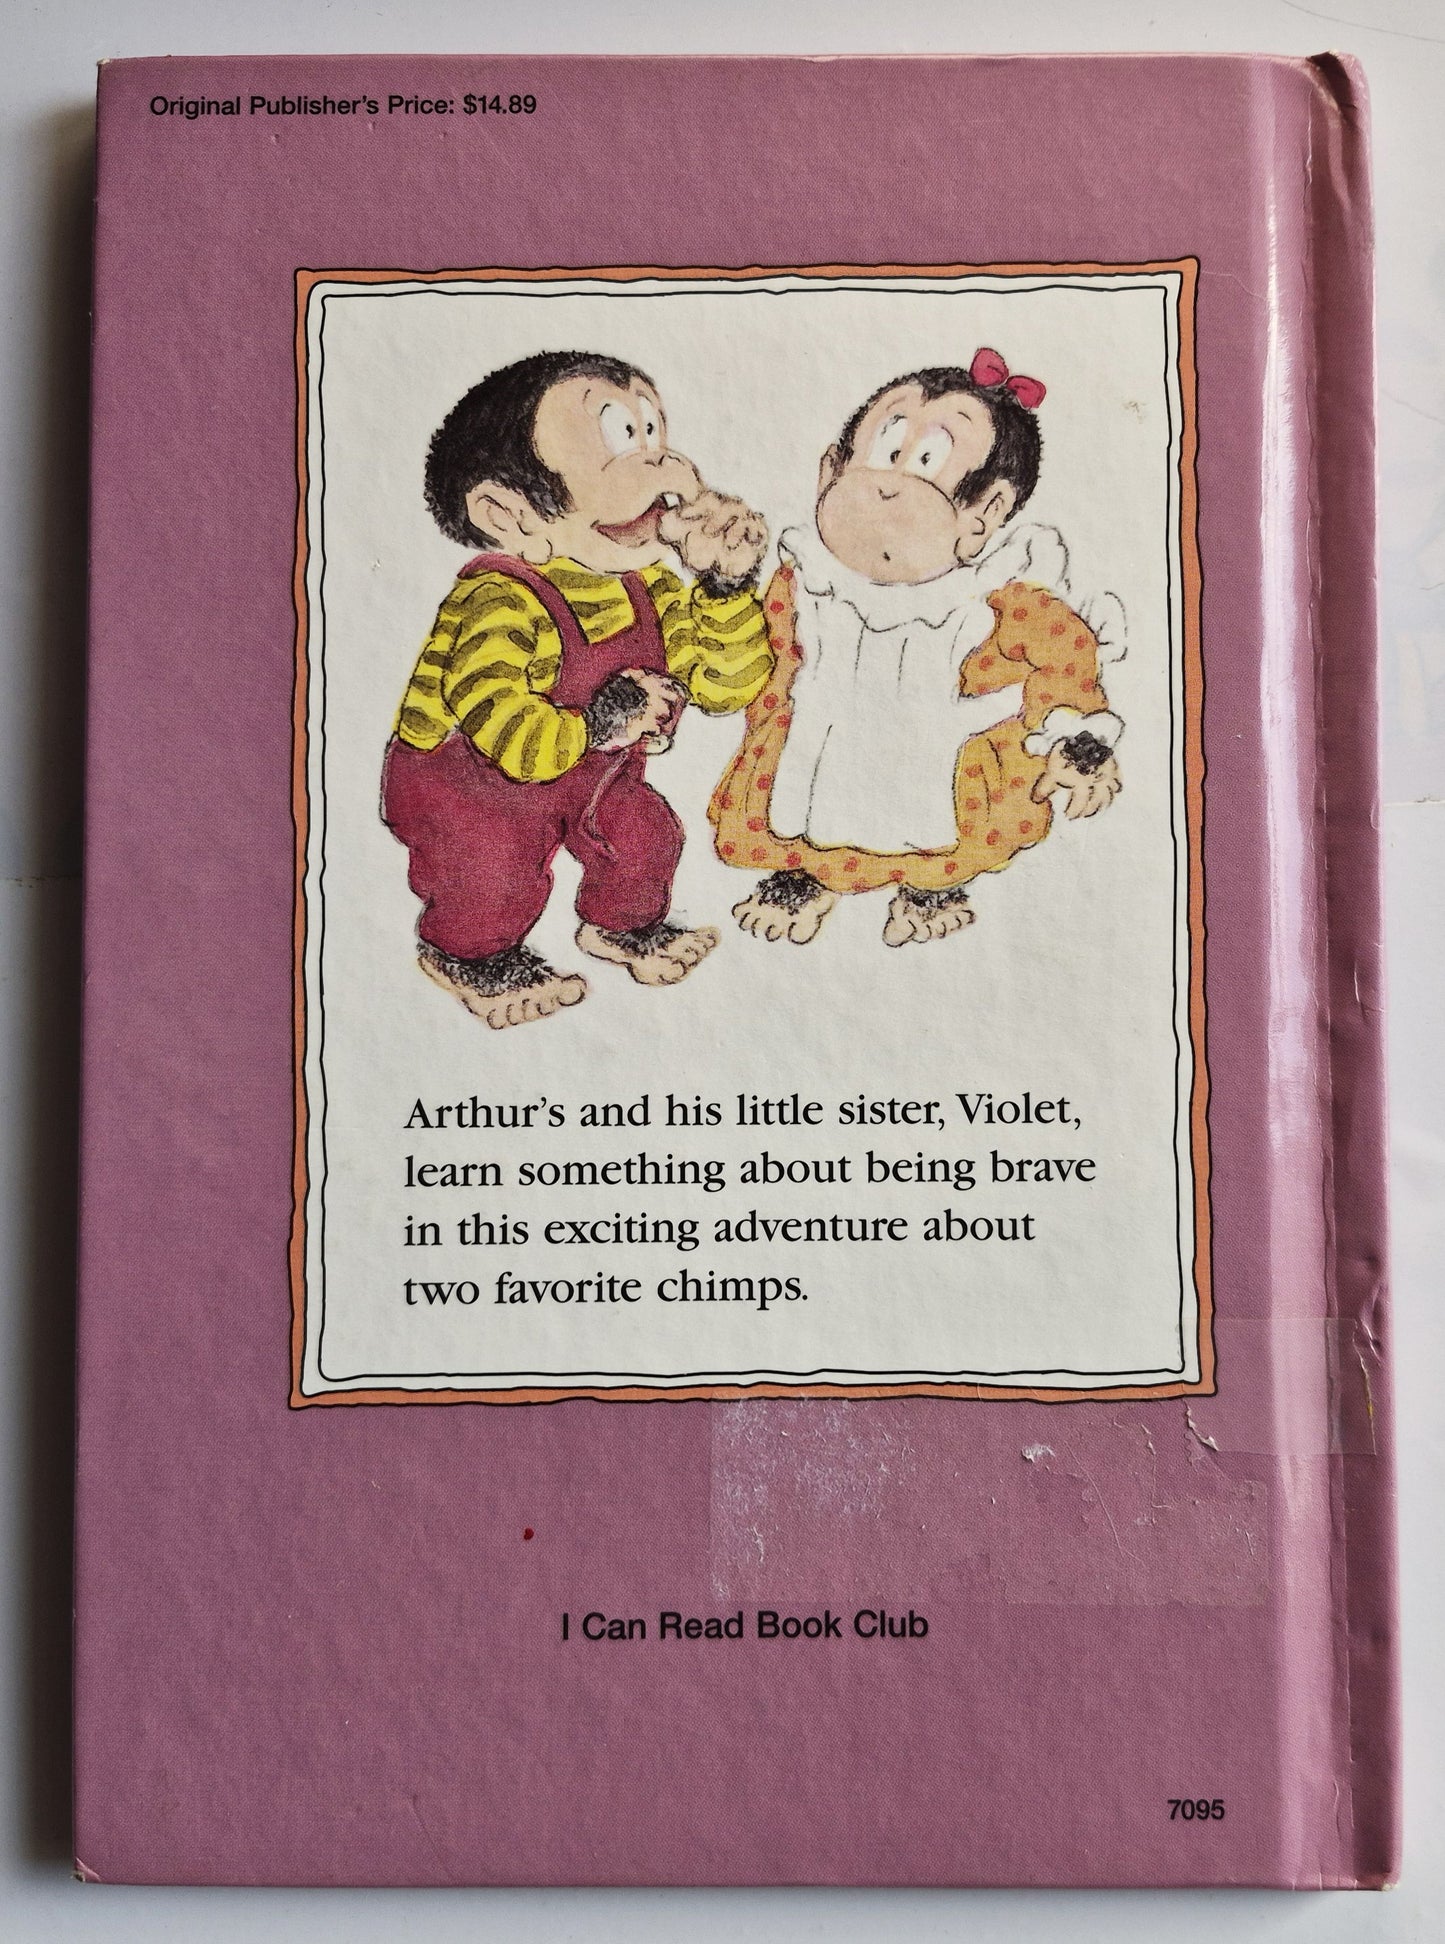 Original Publisher's Price: $14.89
Arthur's and his little sister, Violet,
learn something about being brave
in this exciting adventure about
two favorite chimps.
I Can Read Book Club
7095